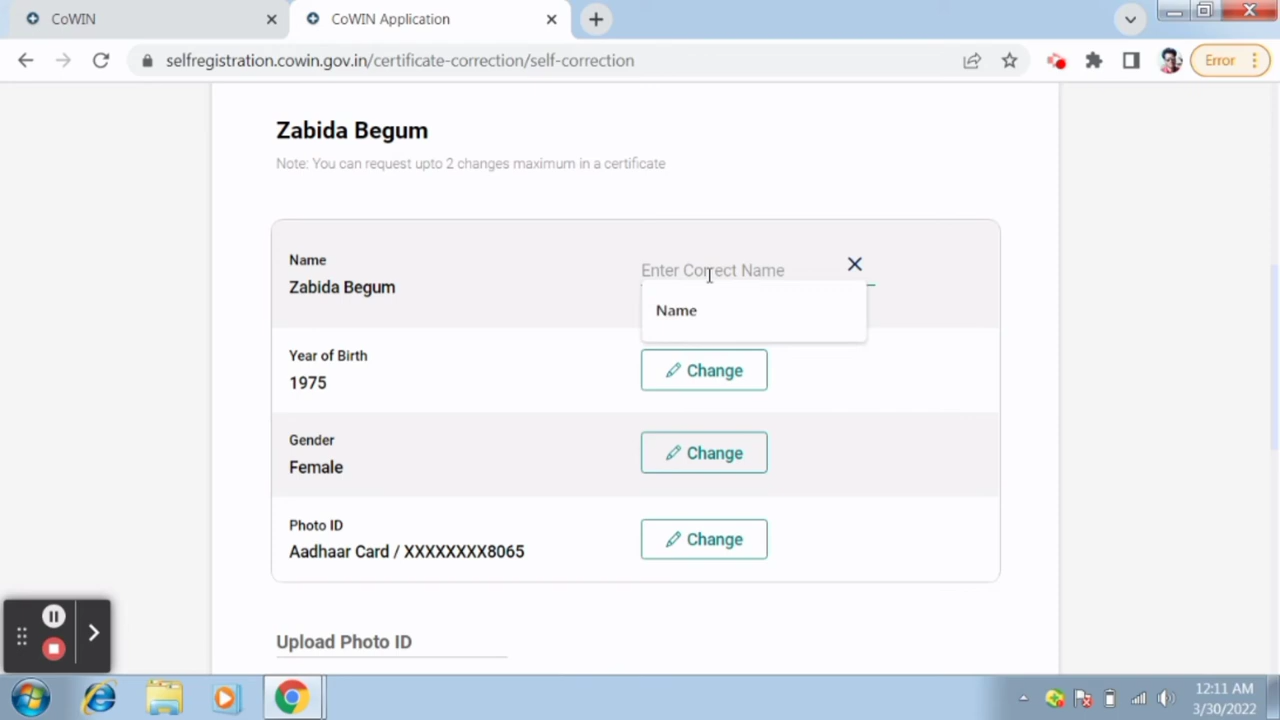 CoWIN
CoWIN Application
selfregistration.cowin.gov.in/certificate-correction/self-correction
Error
Zabida Begum
Note: You can request upto 2 changes maximum in a certificate
Name
Zabida Begum
Enter Correct Name
Name
Year of Birth
1975
Change
Gender
Female
Change
Photo ID
Aadhaar Card / XXXXXXXX8065
Change
Upload Photo ID
12:11 AM
3/30/2022